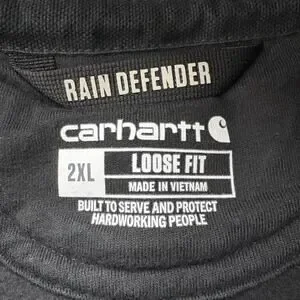 RAIN DEFENDER
carhartt
2XL LOOSE FIT
MADE IN VIETNAM
BUILT TO SERVE AND PROTECT
HARDWORKING PEOPLE